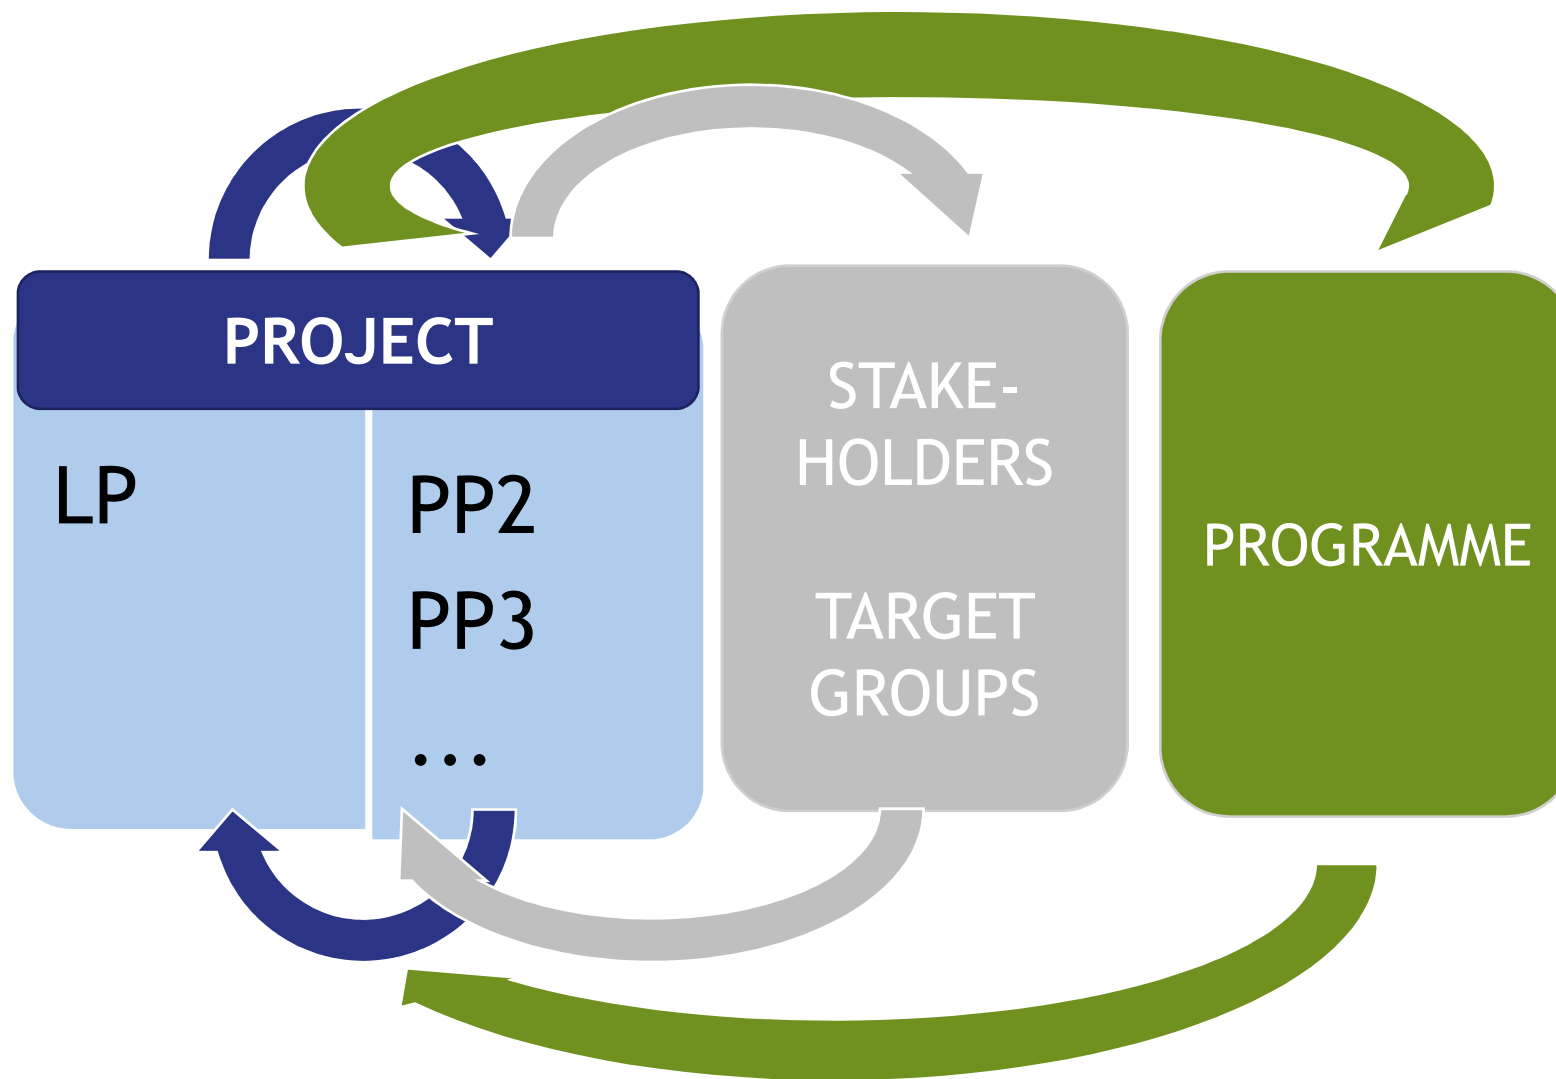 PROJECT
LP
PP2
PP3
...
STAKE-
HOLDERS
TARGET
GROUPS
PROGRAMME